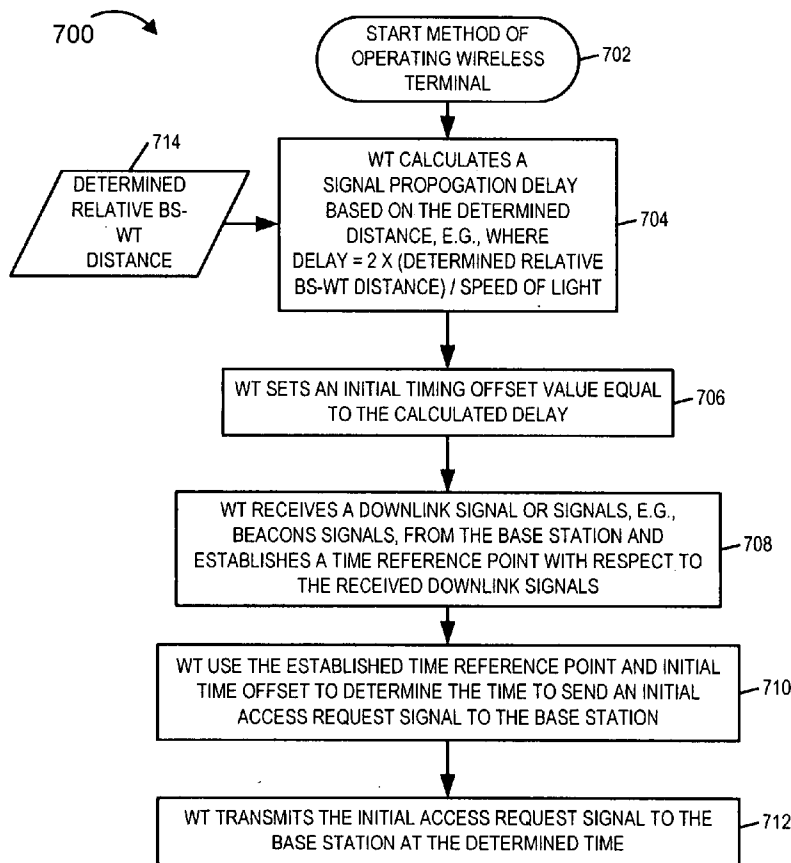 700
START METHOD OF
OPERATING WIRELESS
TERMINAL
702
714
DETERMINED
RELATIVE BS-
WT
DISTANCE
WT CALCULATES A
SIGNAL PROPOGATION DELAY
BASED ON THE DETERMINED
DISTANCE, E.G., WHERE
DELAY = 2 X (DETERMINED RELATIVE
BS-WT DISTANCE) / SPEED OF LIGHT
704
WT SETS AN INITIAL TIMING OFFSET VALUE EQUAL
TO THE CALCULATED DELAY
706
WT RECEIVES A DOWNLINK SIGNAL OR SIGNALS, E.G.,
BEACONS SIGNALS, FROM THE BASE STATION AND
ESTABLISHES A TIME REFERENCE POINT WITH RESPECT TO
THE RECEIVED DOWNLINK SIGNALS
708
WT USE THE ESTABLISHED TIME REFERENCE POINT AND INITIAL
TIME OFFSET TO DETERMINE THE TIME TO SEND AN INITIAL
ACCESS REQUEST SIGNAL TO THE BASE STATION
710
WT TRANSMITS THE INITIAL ACCESS REQUEST SIGNAL TO THE
BASE STATION AT THE DETERMINED TIME
712